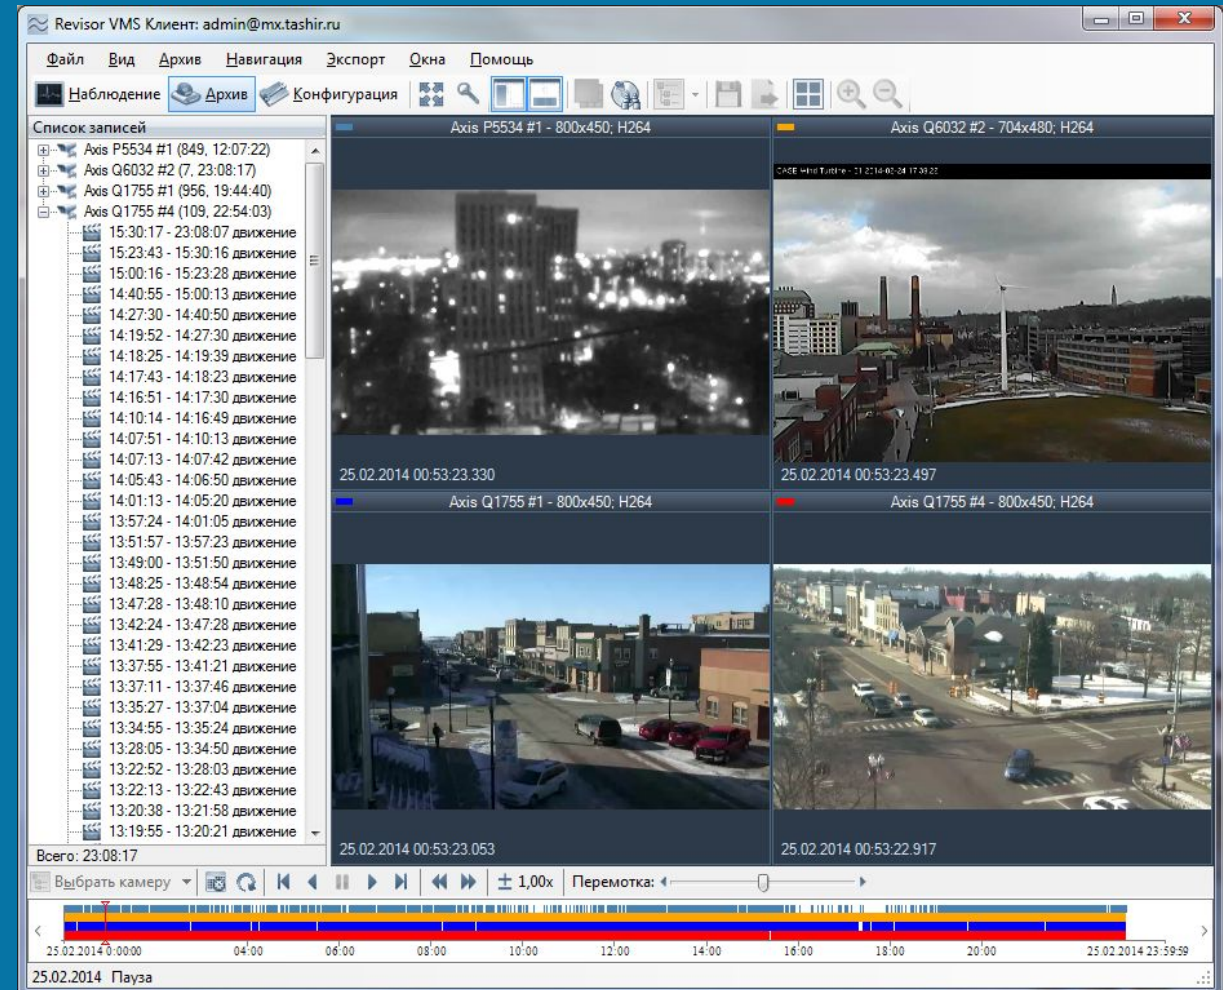 Revisor VMS Клиент: admin@mx.tashir.ru
Файл Вид Архив Навигация Экспорт Окна Помощь
Наблюдение Архив Конфигурация
Список записей
Axis P5534 #1 (849, 12:07:22)
Axis Q6032 #2 (7, 23:08:17)
Axis Q1755 #1 (956, 19:44:40)
Axis Q1755 #4 (109, 22:54:03)
15:30:17 - 23:08:07 движение
15:23:43 - 15:30:16 движение
15:00:16 - 15:23:28 движение
14:40:55 - 15:00:13 движение
14:27:30 - 14:40:50 движение
14:19:52 - 14:27:30 движение
14:18:25 - 14:19:39 движение
14:17:43 - 14:18:23 движение
14:16:51 - 14:17:30 движение
14:10:14 - 14:16:49 движение
14:07:51 - 14:10:13 движение
14:07:13 - 14:07:42 движение
14:05:43 - 14:06:50 движение
14:01:13 - 14:05:20 движение
13:57:24 - 14:01:05 движение
13:51:57 - 13:57:23 движение
13:49:00 - 13:51:50 движение
13:48:25 - 13:48:54 движение
13:47:28 - 13:48:10 движение
13:42:24 - 13:47:28 движение
13:41:29 - 13:42:23 движение
13:37:55 - 13:41:21 движение
13:37:11 - 13:37:46 движение
13:35:27 - 13:37:04 движение
13:34:55 - 13:35:24 движение
13:28:05 - 13:34:50 движение
13:22:52 - 13:28:03 движение
13:22:13 - 13:22:43 движение
13:20:38 - 13:21:58 движение
13:19:55 - 13:20:21 движение
Всего: 23:08:17
Axis P5534 #1 - 800x450; H264
25.02.2014 00:53:23.330
Axis Q6032 #2 - 704x480; H264
CASE Wind Turbine - 01 2014-02-24 17:39:22
25.02.2014 00:53:23.497
Axis Q1755 #1 - 800x450; H264
25.02.2014 00:53:23.053
Axis Q1755 #4 - 800x450; H264
25.02.2014 00:53:22.917
Выбрать камеру 1,00x Перемотка:
25.02.2014 0:00:00 04:00 06:00 08:00 10:00 12:00 14:00 16:00 18:00 20:00 25.02.2014 23:59:59
25.02.2014 Пауза